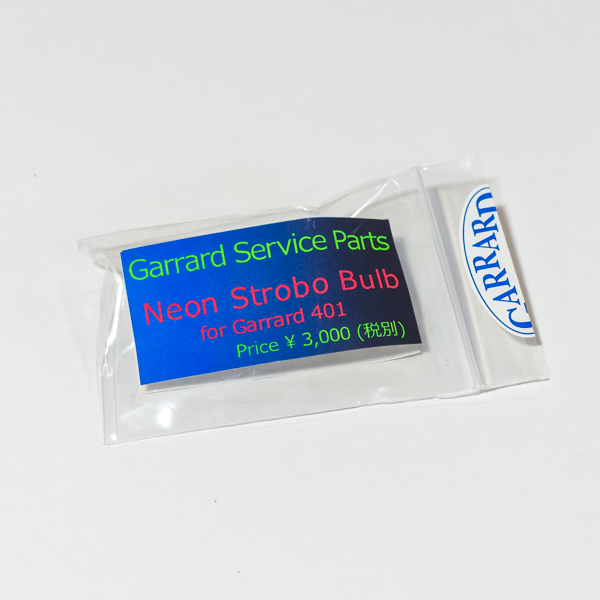 Garrard Service Parts
Neon Strobo Bulb
for Garrard 401
Price ¥ 3,000 (税別)
GARRARD